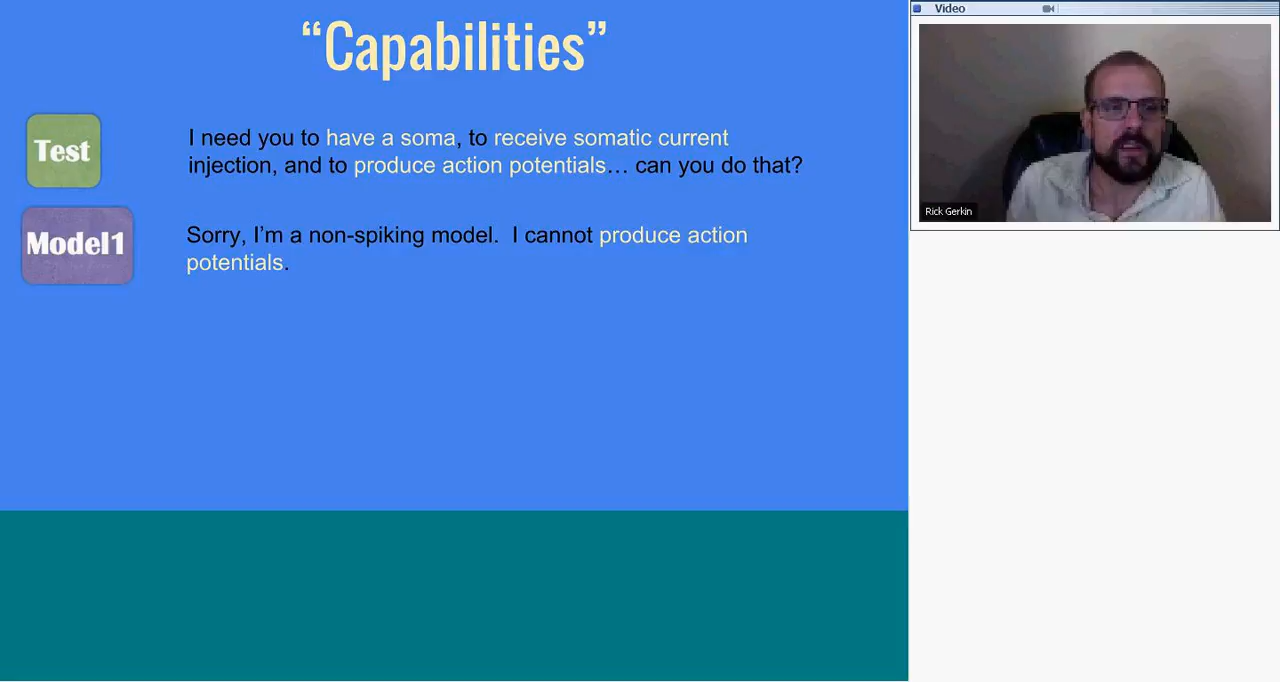 “Capabilities”
Test
I need you to have a soma, to receive somatic current
injection, and to produce action potentials… can you do that?
Model1
Sorry, I’m a non-spiking model.  I cannot produce action
potentials.
Video
Rick Gerkin